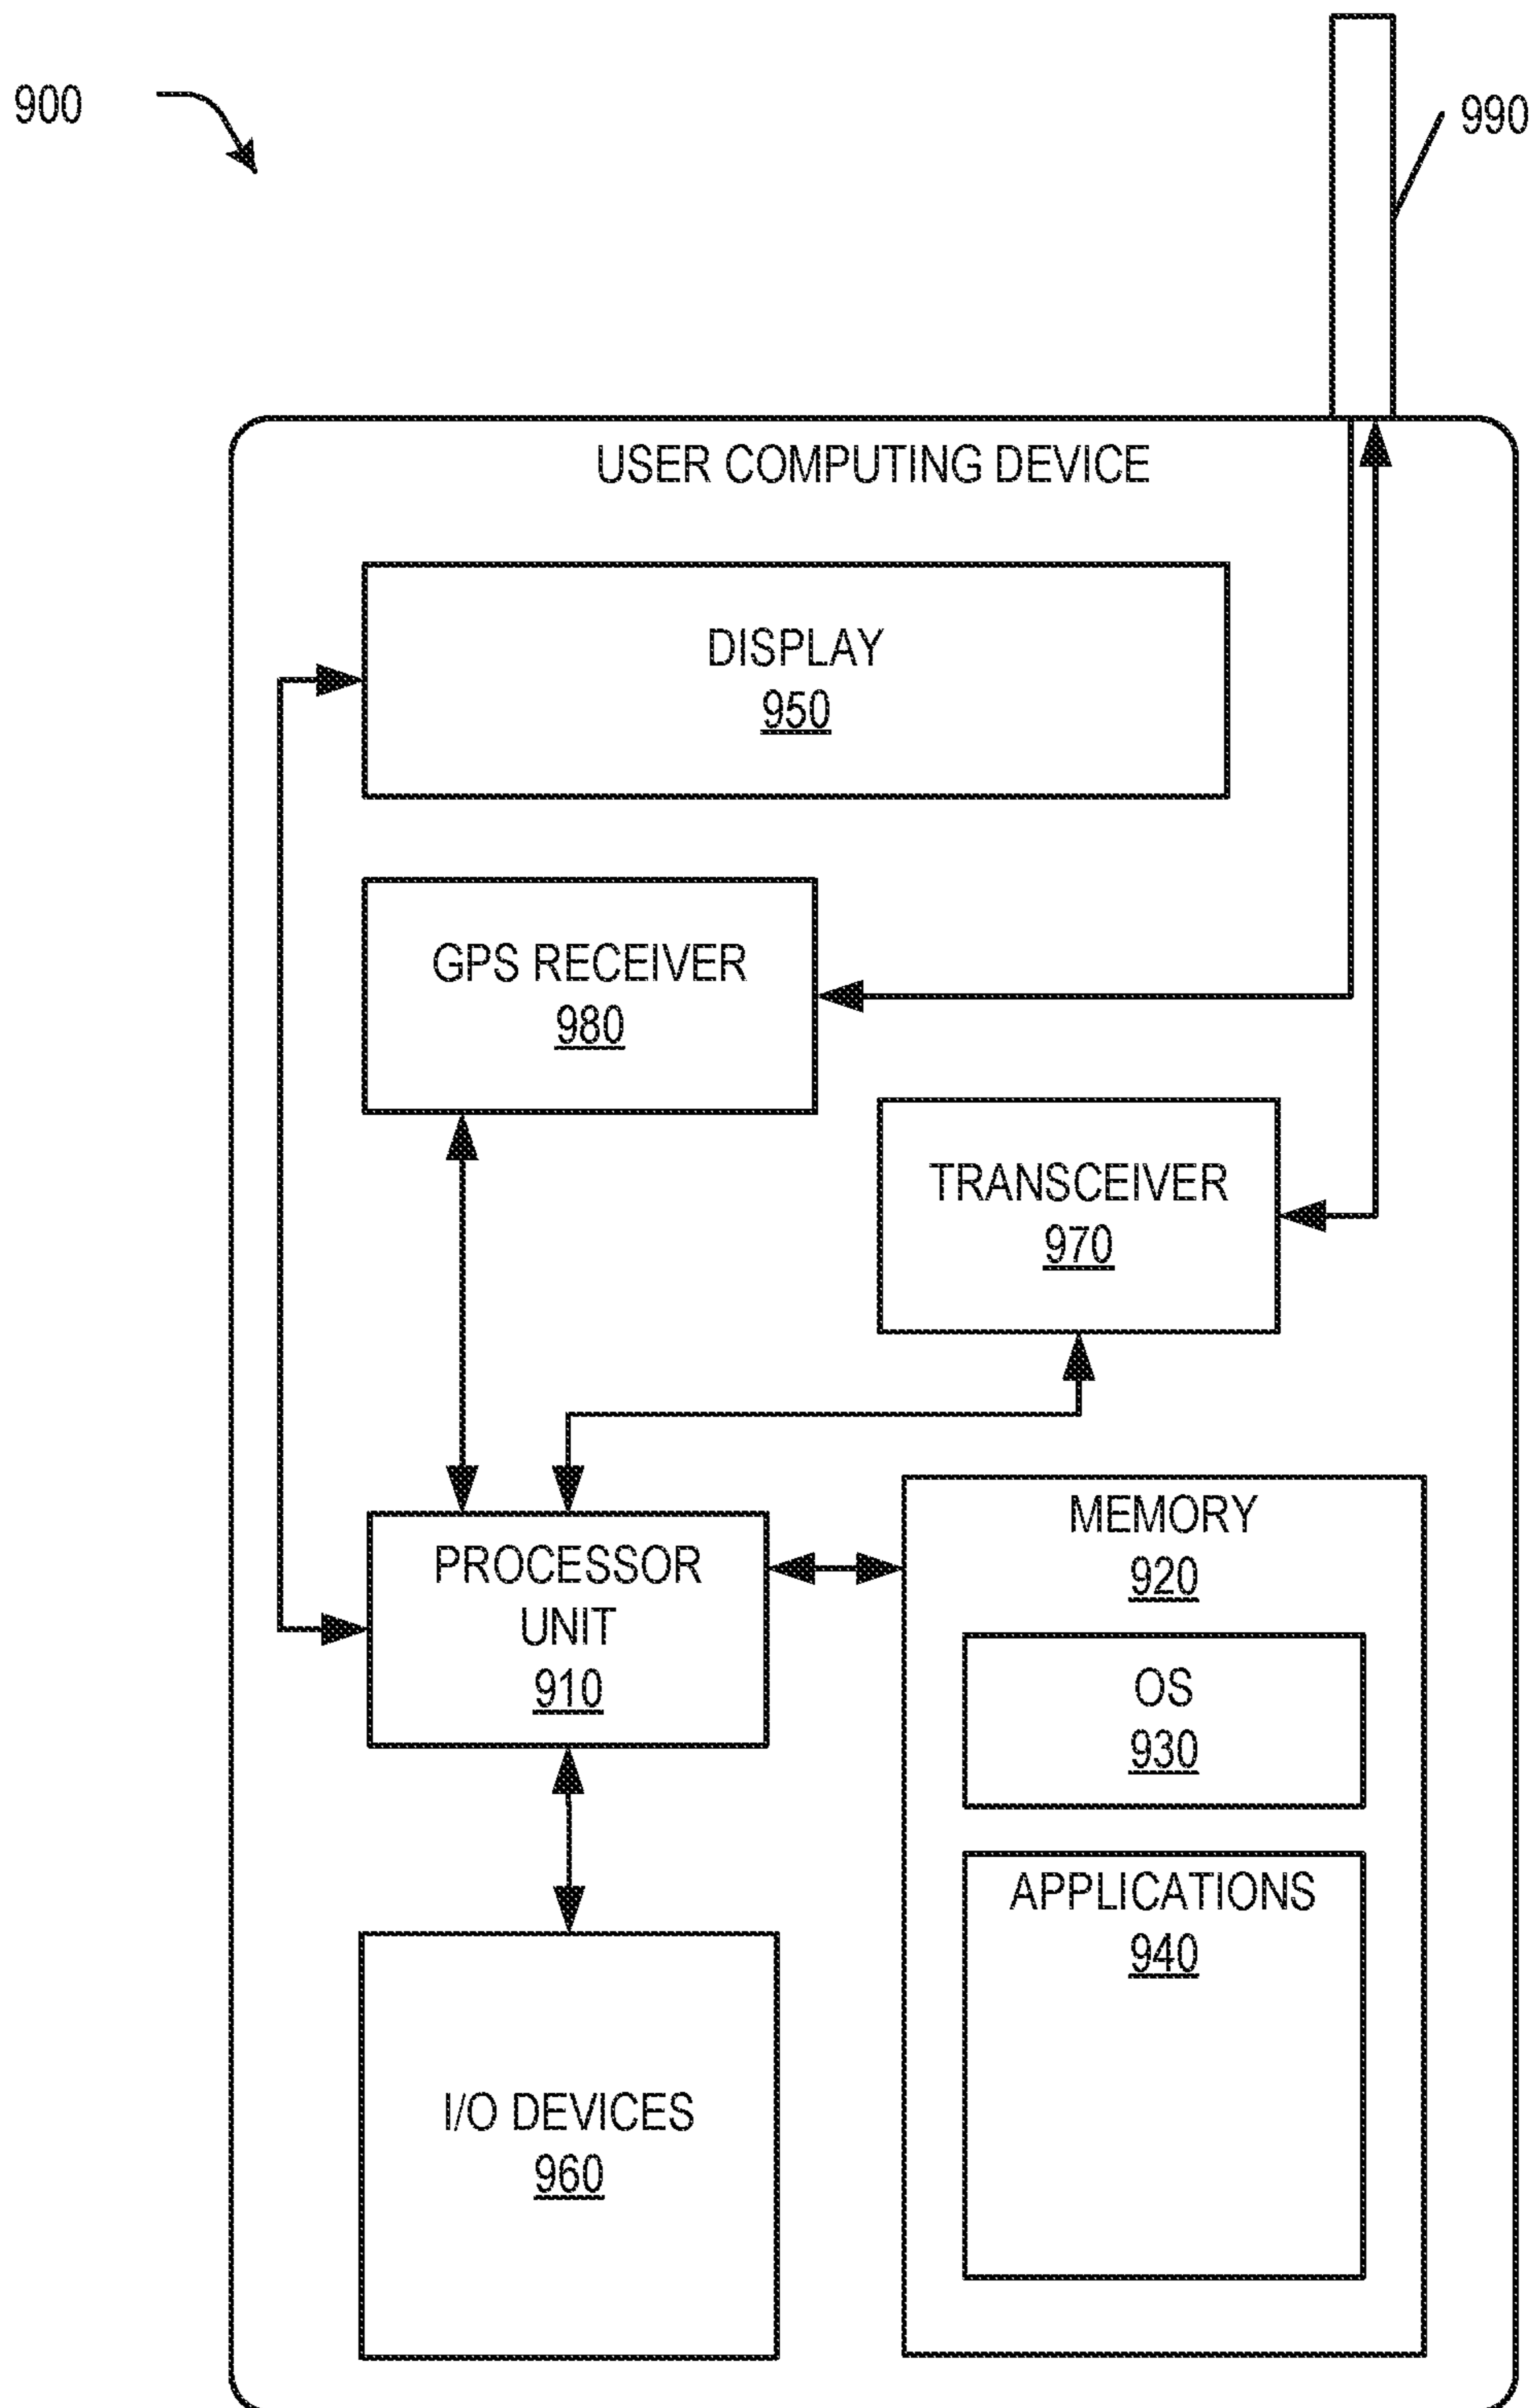 900
990
USER COMPUTING DEVICE
DISPLAY
950
GPS RECEIVER
980
TRANSCEIVER
970
PROCESSOR
UNIT
910
MEMORY
920
OS
930
APPLICATIONS
940
I/O DEVICES
960